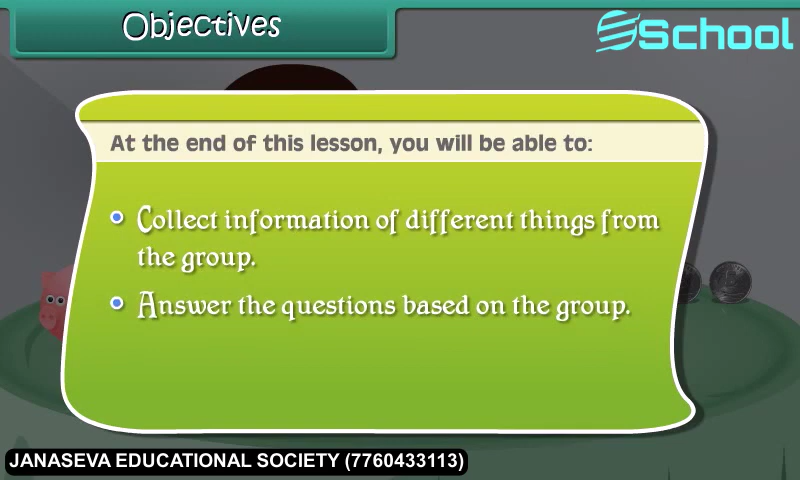 Objectives
School
At the end of this lesson, you will be able to:
Collect information of different things from
the group.
Answer the questions based on the group.
JANASEVA EDUCATIONAL SOCIETY (7760433113)